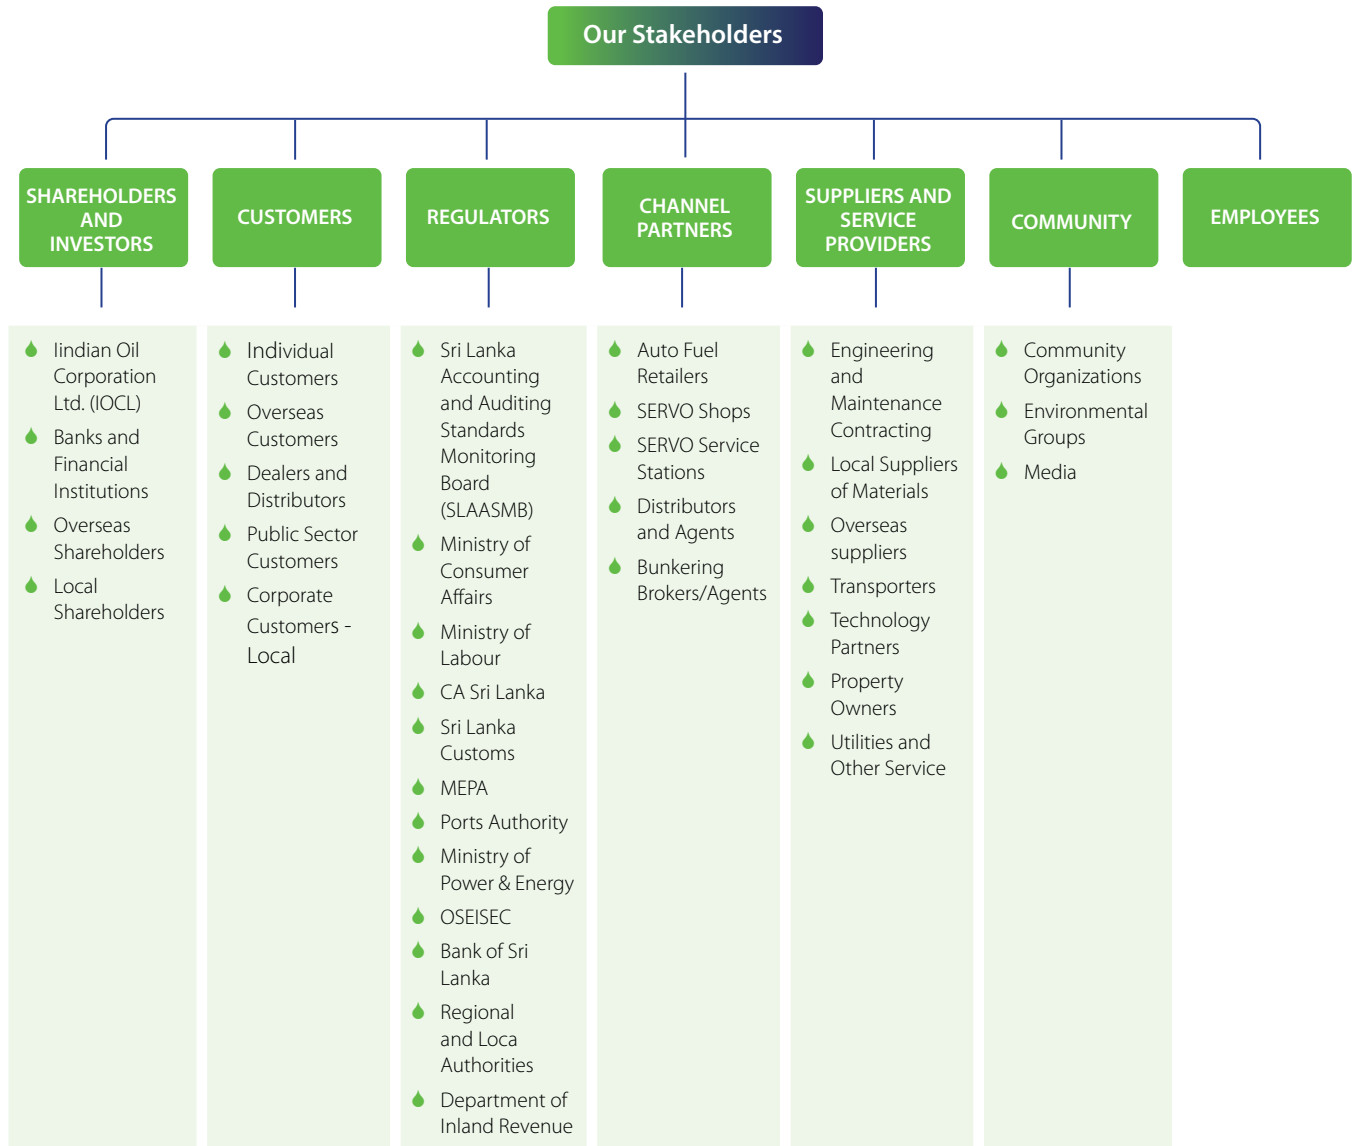 Our Stakeholders
SHAREHOLDERS
AND
INVESTORS
CUSTOMERS
REGULATORS
CHANNEL
PARTNERS
SUPPLIERS AND
SERVICE
PROVIDERS
COMMUNITY
EMPLOYEES
Iindian Oil
Corporation
Ltd. (IOCL)
Banks and
Financial
Institutions
Overseas
Shareholders
Local
Shareholders
Individual
Customers
Overseas
Customers
Dealers and
Distributors
Public Sector
Customers
Corporate
Customers -
Local
Sri Lanka
Accounting
and Auditing
Standards
Monitoring
Board
(SLAASMB)
Ministry of
Consumer
Affairs
Ministry of
Labour
CA Sri Lanka
Sri Lanka
Customs
MEPA
Ports Authority
Ministry of
Power & Energy
OSEISEC
Bank of Sri
Lanka
Regional
and Loca
Authorities
Department of
Inland Revenue
Auto Fuel
Retailers
SERVO Shops
SERVO Service
Stations
Distributors
and Agents
Bunkering
Brokers/Agents
Engineering
and
Maintenance
Contracting
Local Suppliers
of Materials
Overseas
suppliers
Transporters
Technology
Partners
Property
Owners
Utilities and
Other Service
Community
Organizations
Environmental
Groups
Media